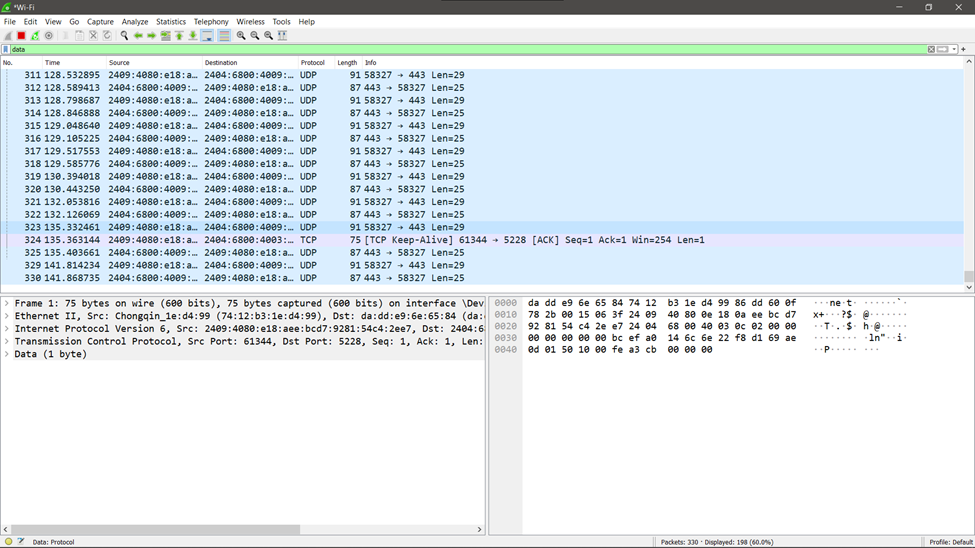 *Wi-Fi
File Edit View Go Capture Analyze Statistics Telephony Wireless Tools Help
data
No. Time Source Destination Protocol Length Info
311 128.532895 2409:4080:e18:a… 2404:6800:4009:… UDP 91 58327 → 443 Len=29
312 128.589413 2409:4080:e18:a… 2404:6800:4009:… UDP 87 443 → 58327 Len=25
313 128.798687 2409:4080:e18:a… 2404:6800:4009:… UDP 91 58327 → 443 Len=29
314 128.846888 2409:4080:e18:a… 2404:6800:4009:… UDP 87 443 → 58327 Len=25
315 129.048640 2409:4080:e18:a… 2404:6800:4009:… UDP 91 58327 → 443 Len=29
316 129.105225 2409:4080:e18:a… 2404:6800:4009:… UDP 87 443 → 58327 Len=25
317 129.517553 2409:4080:e18:a… 2404:6800:4009:… UDP 91 58327 → 443 Len=29
318 129.585776 2409:4080:e18:a… 2404:6800:4009:… UDP 87 443 → 58327 Len=25
319 130.394018 2409:4080:e18:a… 2404:6800:4009:… UDP 91 58327 → 443 Len=29
320 130.443250 2409:4080:e18:a… 2404:6800:4009:… UDP 87 443 → 58327 Len=25
321 132.053816 2409:4080:e18:a… 2404:6800:4009:… UDP 91 58327 → 443 Len=29
322 132.126069 2409:4080:e18:a… 2404:6800:4009:… UDP 87 443 → 58327 Len=25
323 135.332461 2409:4080:e18:a… 2404:6800:4009:… UDP 91 58327 → 443 Len=29
324 135.363144 2409:4080:e18:a… 2404:6800:4003:… TCP 75 [TCP Keep-Alive] 61344 → 5228 [ACK] Seq=1 Ack=1 Win=254 Len=1
325 135.403661 2409:4080:e18:a… 2404:6800:4009:… UDP 87 443 → 58327 Len=25
329 141.814234 2409:4080:e18:a… 2404:6800:4009:… UDP 91 58327 → 443 Len=29
330 141.868735 2409:4080:e18:a… 2404:6800:4009:… UDP 87 443 → 58327 Len=25
Frame 1: 75 bytes on wire (600 bits), 75 bytes captured (600 bits) on interface \Dev
Ethernet II, Src: Chongqin_1e:d4:99 (74:12:b3:1e:d4:99), Dst: da:dd:e9:6e:65:84 (da:
Internet Protocol Version 6, Src: 2409:4080:e18:aee:bcd7:9281:54c4:2ee7, Dst: 2404:6
Transmission Control Protocol, Src Port: 61344, Dst Port: 5228, Seq: 1, Ack: 1, Len:
Data (1 byte)
0000 da dd e9 6e 65 84 74 12 b3 1e d4 99 86 dd 60 0f ···ne·t· ······`·
0010 78 2b 00 15 06 3f 24 09 40 80 0e 18 0a ee bc d7 x+···?$· @·······
0020 92 81 54 c4 2e e7 24 04 68 00 40 03 0c 02 00 00 ··T·.·$· h·@·····
0030 00 00 00 00 00 bc ef a0 14 6c 6e 22 f8 d1 69 ae ········ ·ln"··i·
0040 0d 01 50 10 00 fe a3 cb 00 00 00 ··P····· ···
Data: Protocol
Packets: 330 · Displayed: 198 (60.0%)
Profile: Default